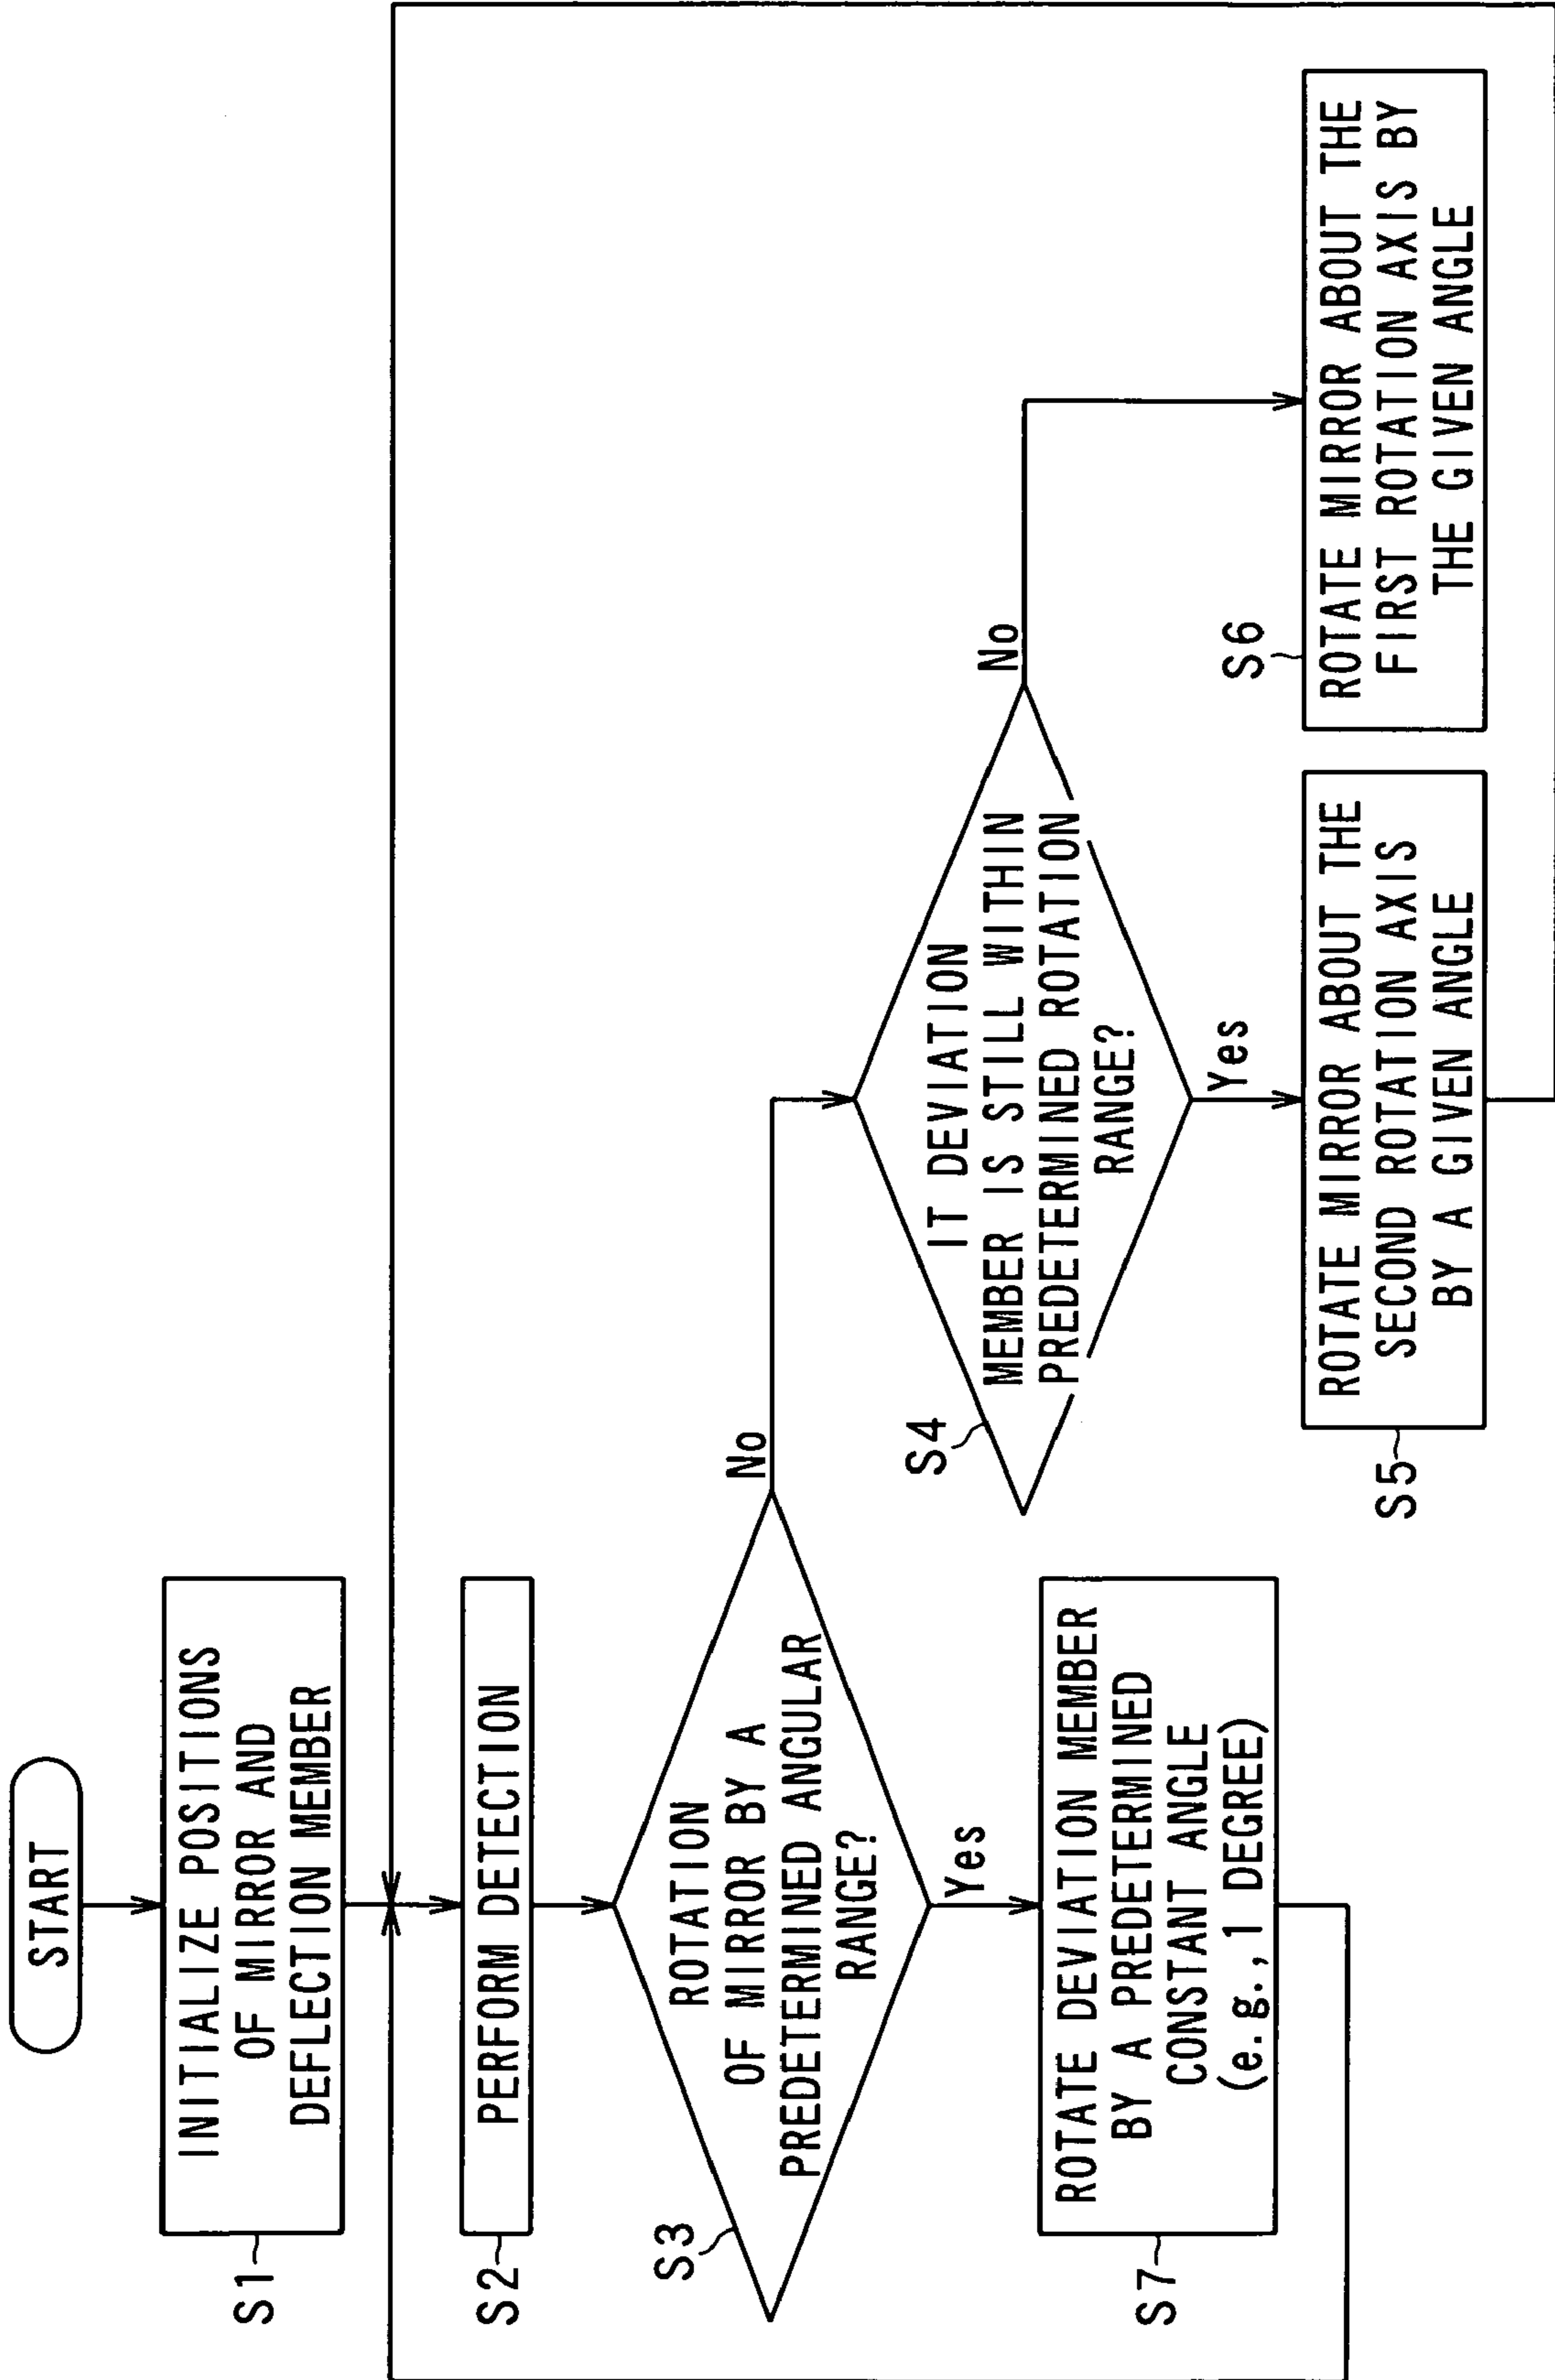 START
S1
INITIALIZE POSITIONS
OF MIRROR AND
DEFLECTION MEMBER
S2
PERFORM DETECTION
S3
ROTATION
OF MIRROR BY A
PREDETERMINED ANGULAR
RANGE?
No
Yes
S7
ROTATE DEVIATION MEMBER
BY A PREDETERMINED
CONSTANT ANGLE
(e.g., 1 DEGREE)
S4
IT DEVIATION
MEMBER IS STILL WITHIN
PREDETERMINED ROTATION
RANGE?
No
Yes
S5
ROTATE MIRROR ABOUT THE
SECOND ROTATION AXIS
BY A GIVEN ANGLE
S6
ROTATE MIRROR ABOUT THE
FIRST ROTATION AXIS BY
THE GIVEN ANGLE